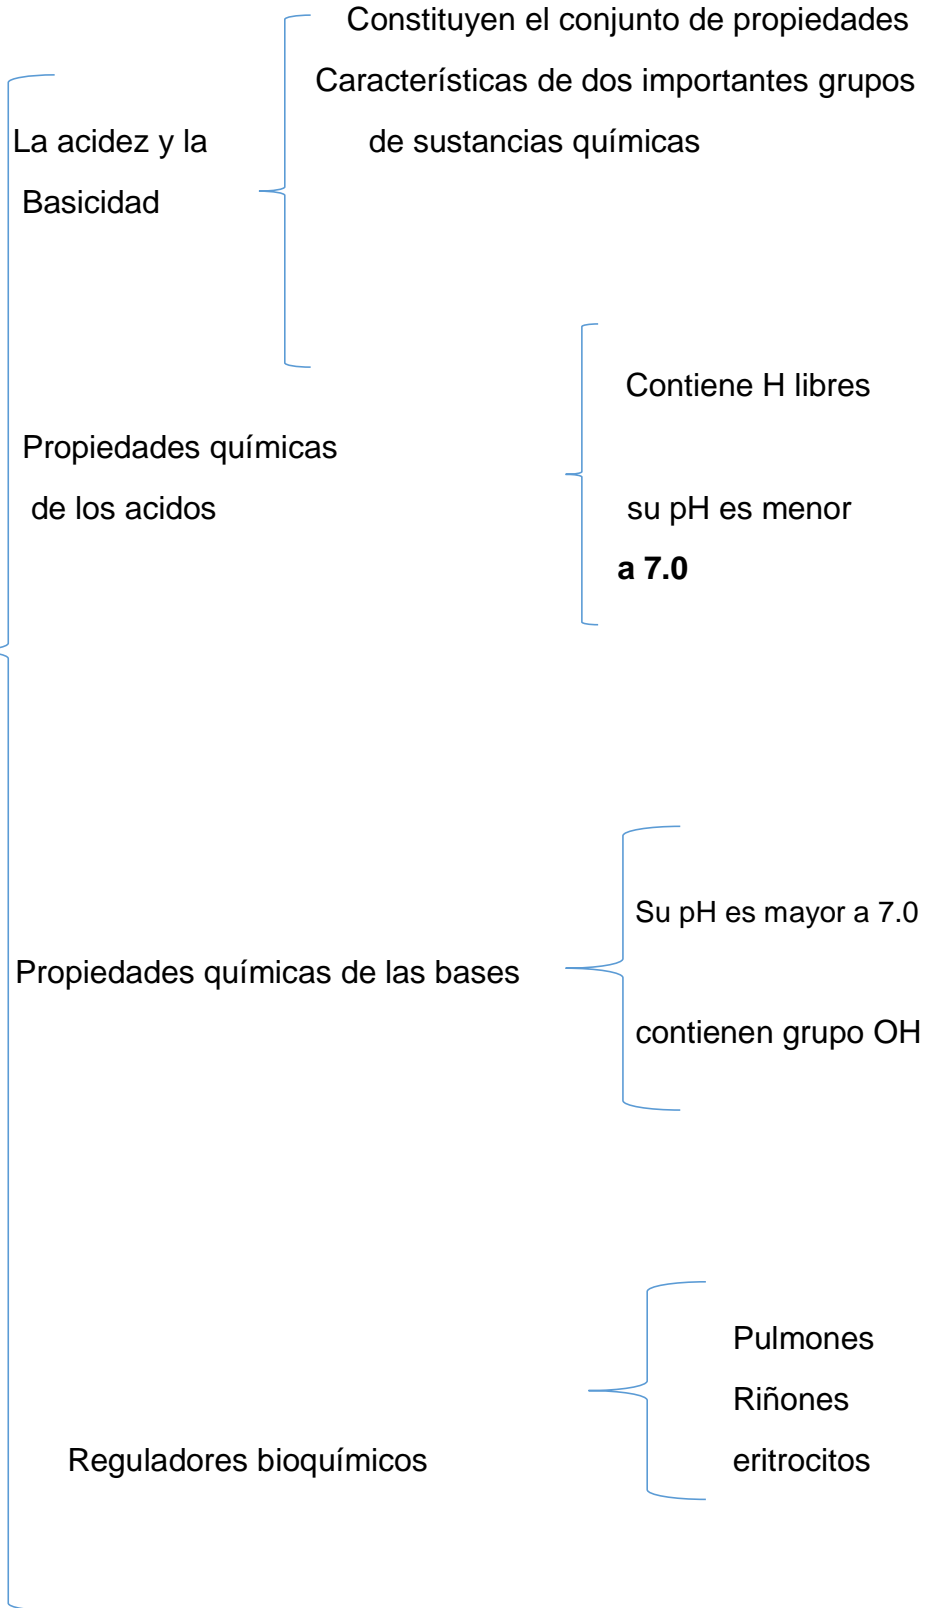 Constituyen el conjunto de propiedades
Características de dos importantes grupos
La acidez y la
de sustancias químicas
Basicidad
Contiene H libres
Propiedades químicas
de los acidos
su pH es menor
a 7.0
Su pH es mayor a 7.0
Propiedades químicas de las bases
contienen grupo OH
Pulmones
Riñones
Reguladores bioquímicos
eritrocitos